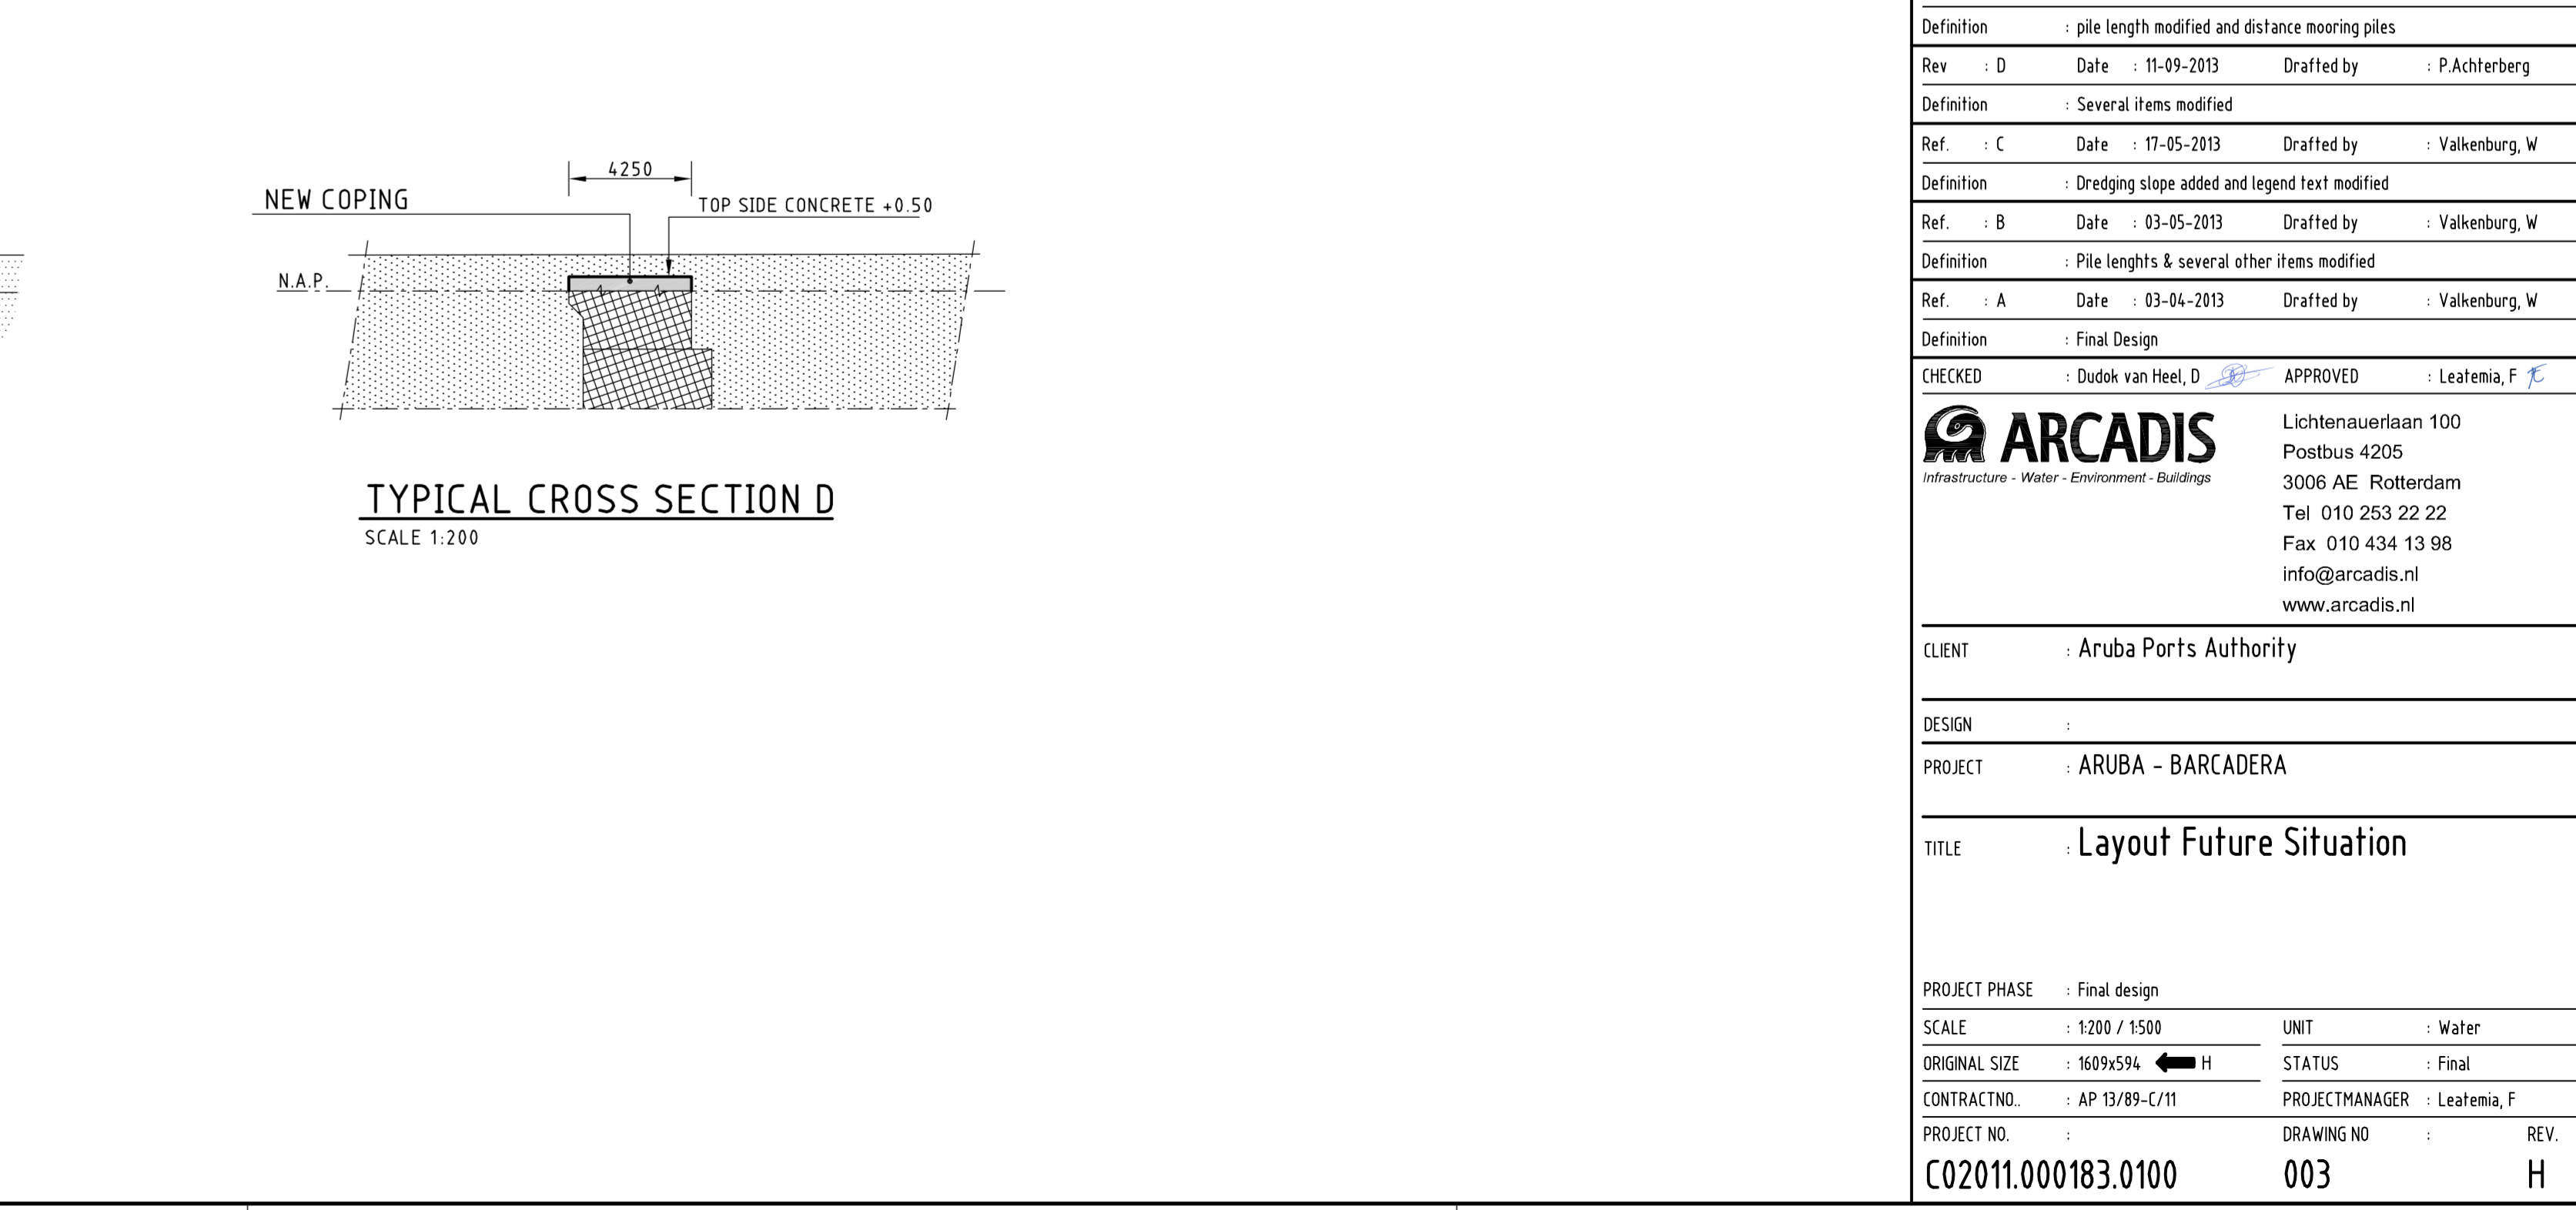 4250
NEW COPING
TOP SIDE CONCRETE +0.50
N.A.P.
TYPICAL CROSS SECTION D
SCALE 1:200
Definition : pile length modified and distance mooring piles
Rev : D Date : 11-09-2013 Drafted by : P.Achterberg
Definition : Several items modified
Ref. : C Date : 17-05-2013 Drafted by : Valkenburg, W
Definition : Dredging slope added and legend text modified
Ref. : B Date : 03-05-2013 Drafted by : Valkenburg, W
Definition : Pile lenghts & several other items modified
Ref. : A Date : 03-04-2013 Drafted by : Valkenburg, W
Definition : Final Design
CHECKED : Dudok van Heel, D APPROVED : Leatemia, F
ARCADIS
Infrastructure - Water - Environment - Buildings
Lichtenauerlaan 100
Postbus 4205
3006 AE Rotterdam
Tel 010 253 22 22
Fax 010 434 13 98
info@arcadis.nl
www.arcadis.nl
CLIENT : Aruba Ports Authority
DESIGN :
PROJECT : ARUBA - BARCADERA
TITLE : Layout Future Situation
PROJECT PHASE : Final design
SCALE : 1:200 / 1:500 UNIT : Water
ORIGINAL SIZE : 1609x594 H STATUS : Final
CONTRACTNO.. : AP 13/89-C/11 PROJECTMANAGER : Leatemia, F
PROJECT NO. : DRAWING NO : REV.
C02011.000183.0100 003 H